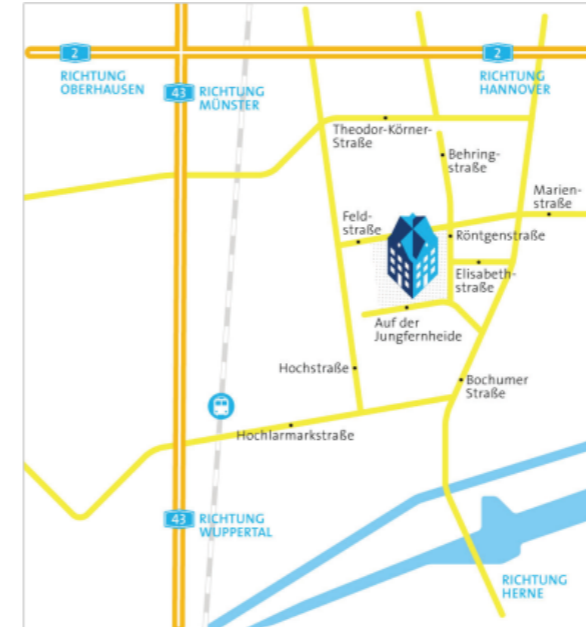 2
2
RICHTUNG
OBERHAUSEN
43
RICHTUNG
MÜNSTER
RICHTUNG
HANNOVER
Theodor-Körner-
Straße
Behring-
straße
Marien-
straße
Feld-
straße
Röntgenstraße
Elisabeth-
straße
Auf der
Jungfernheide
Hochstraße
Bochumer
Straße
Hochlarmarkstraße
43
RICHTUNG
WUPPERTAL
RICHTUNG
HERNE